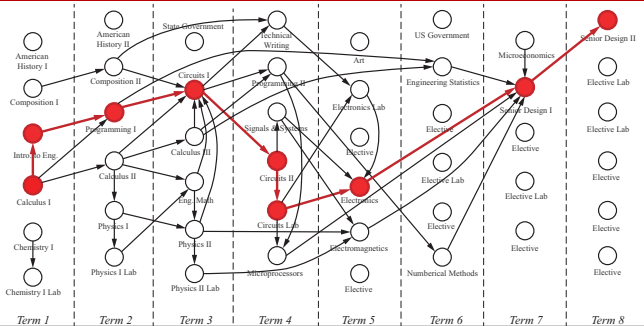 American
History I
Composition I
Intro to Eng.
Calculus I
Chemistry I
Chemistry I Lab
Term 1
American
History II
Composition II
Programming I
Calculus II
Physics I
Physics I Lab
Term 2
State Government
Circuits I
Calculus III
Eng. Math
Physics II
Physics II Lab
Term 3
Technical
Writing
Programming II
Signals & Systems
Circuits II
Circuits Lab
Microprocessors
Term 4
Art
Electronics Lab
Elective
Electronics
Electromagnetics
Elective
Term 5
US Government
Engineering Statistics
Elective
Elective Lab
Elective
Numberical Methods
Term 6
Microeconomics
Senior Design I
Elective
Elective Lab
Elective
Term 7
Senior Design II
Elective Lab
Elective Lab
Elective
Elective
Elective
Term 8